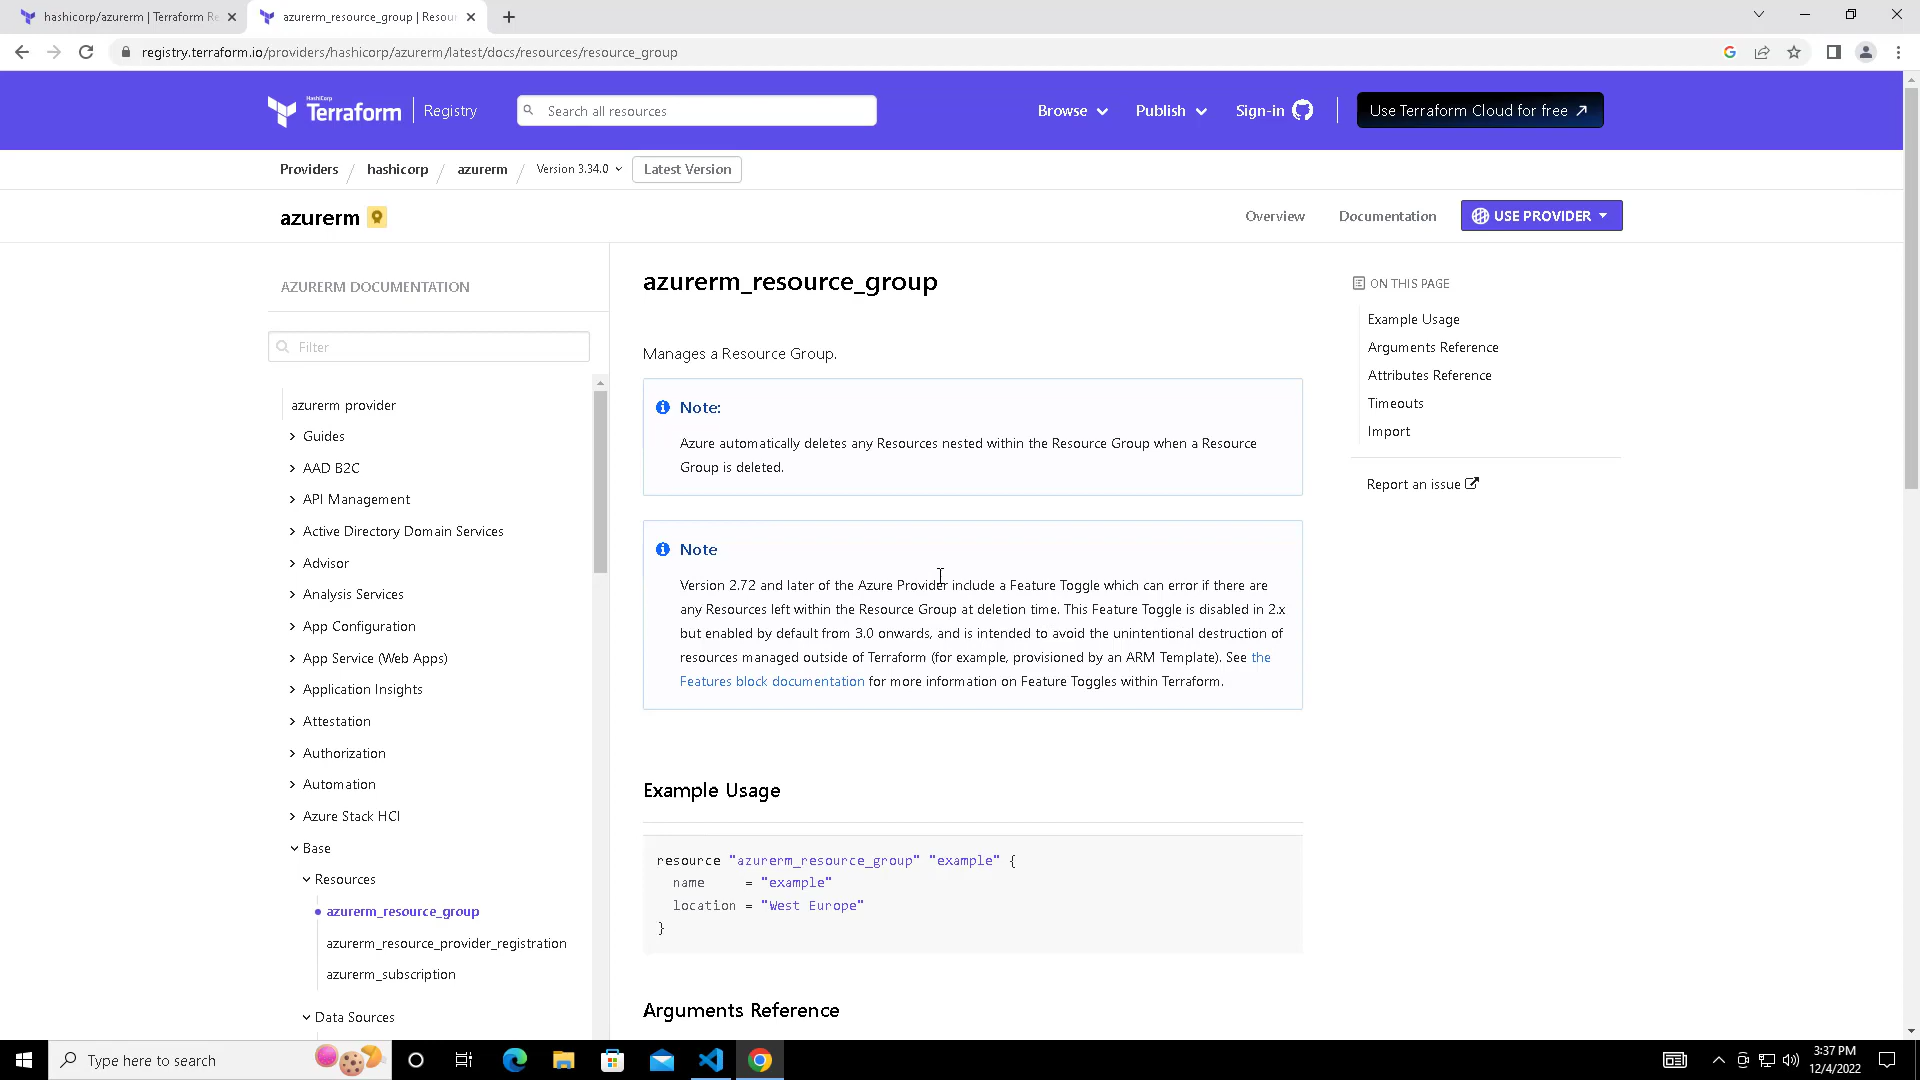 hashicorp/azurerm | Terraform Re
azurerm_resource_group | Resour
registry.terraform.io/providers/hashicorp/azurerm/latest/docs/resources/resource_group
HashiCorp
Terraform
Registry
Search all resources
Browse
Publish
Sign-in
Use Terraform Cloud for free
Providers / hashicorp / azurerm / Version 3.34.0
Latest Version
azurerm
Overview
Documentation
USE PROVIDER
AZURERM DOCUMENTATION
Filter
azurerm provider
Guides
AAD B2C
API Management
Active Directory Domain Services
Advisor
Analysis Services
App Configuration
App Service (Web Apps)
Application Insights
Attestation
Authorization
Automation
Azure Stack HCI
Base
Resources
azurerm_resource_group
azurerm_resource_provider_registration
azurerm_subscription
Data Sources
azurerm_resource_group
Manages a Resource Group.
Note:
Azure automatically deletes any Resources nested within the Resource Group when a Resource
Group is deleted.
Note
Version 2.72 and later of the Azure Provider include a Feature Toggle which can error if there are
any Resources left within the Resource Group at deletion time. This Feature Toggle is disabled in 2.x
but enabled by default from 3.0 onwards, and is intended to avoid the unintentional destruction of
resources managed outside of Terraform (for example, provisioned by an ARM Template). See the
Features block documentation for more information on Feature Toggles within Terraform.
Example Usage
resource "azurerm_resource_group" "example" {
name     = "example"
location = "West Europe"
}
Arguments Reference
ON THIS PAGE
Example Usage
Arguments Reference
Attributes Reference
Timeouts
Import
Report an issue
Type here to search
3:37 PM
12/4/2022